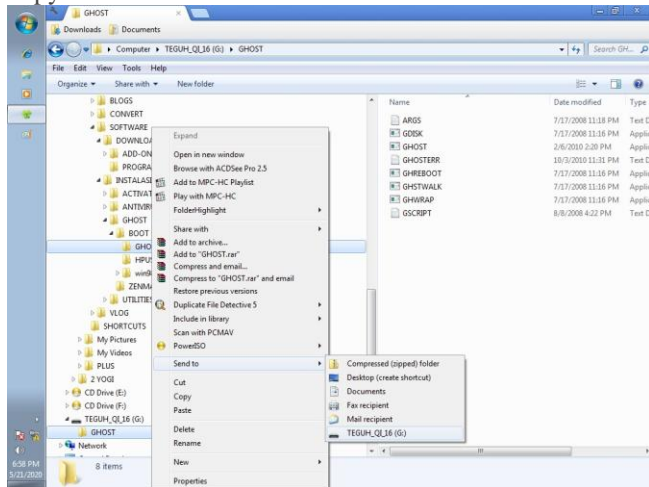 GHOST
Downloads Documents
Computer ▸ TEGUH_QI_16 (G:) ▸ GHOST
Search GH...
File Edit View Tools Help
Organize Share with New folder
Name Date modified Type
BLOGS
CONVERT
SOFTWARE
ADD-ON
ACTIVAT
GHOST
BOOT
VLOG
SHORTCUTS
My Pictures
My Videos
PLUS
2 YOGI
CD Drive (E:)
CD Drive (F:)
TEGUH_QI_16 (G:)
GHOST
Network
Expand
Open in new window
Browse with ACDSee Pro 2.5
Add to MPC-HC Playlist
Play with MPC-HC
FolderHighlight
Share with
Add to archive...
Add to "GHOST.rar"
Compress and email...
Compress to "GHOST.rar" and email
Restore previous versions
Duplicate File Detective 5
Include in library
Scan with PCMAV
PowerISO
Send to
Cut
Copy
Paste
Delete
Rename
New
Properties
Compressed (zipped) folder
Desktop (create shortcut)
Documents
Fax recipient
Mail recipient
TEGUH_QI_16 (G:)
ARGS 7/17/2008 11:18 PM Text D
GDISK 7/17/2008 11:16 PM Applic
GHOST 2/6/2010 2:20 PM Applic
GHOSTERR 10/3/2010 11:31 PM Text D
GHREBOOT 7/17/2008 11:16 PM Applic
GHSTWALK 7/17/2008 11:16 PM Applic
GHWRAP 7/17/2008 11:16 PM Applic
GSCRIPT 8/8/2008 4:22 PM Text D
8 items
6:58 PM
5/21/2020